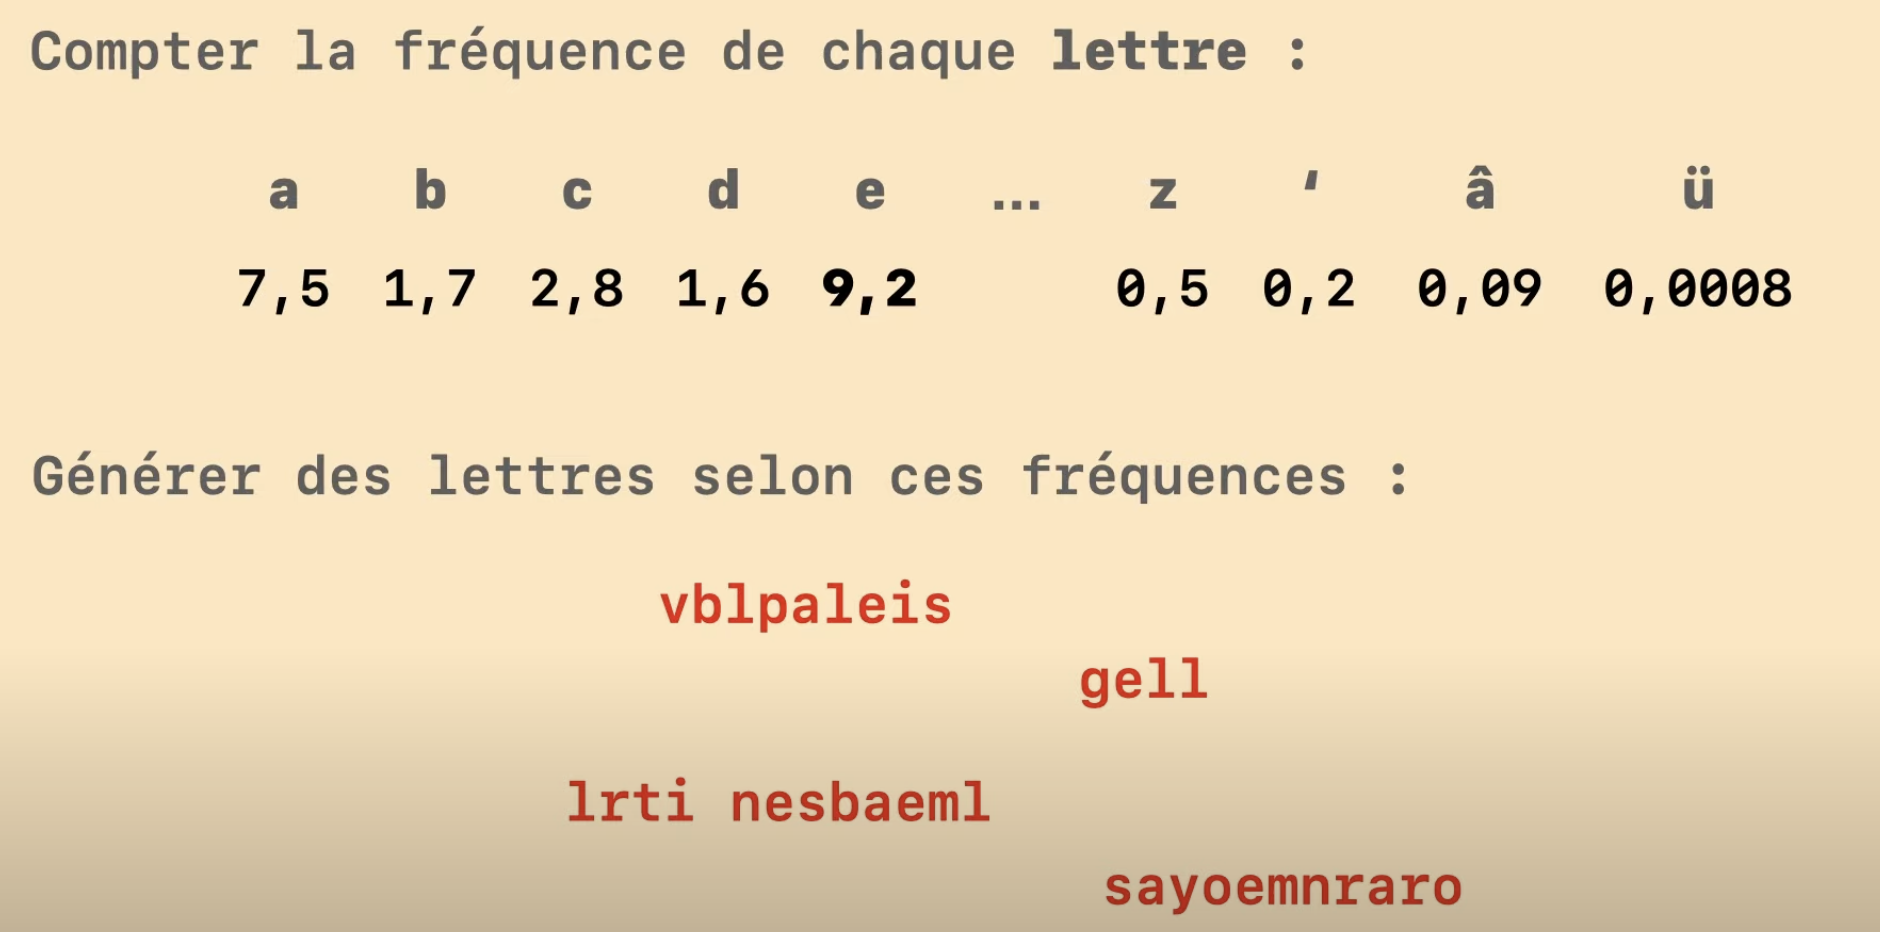 Compter la fréquence de chaque lettre :
a b c d e ... z ' â ü
7,5 1,7 2,8 1,6 9,2 0,5 0,2 0,09 0,0008
Générer des lettres selon ces fréquences :
vblpaleis
gell
lrti nesbaeml
sayoemnraro